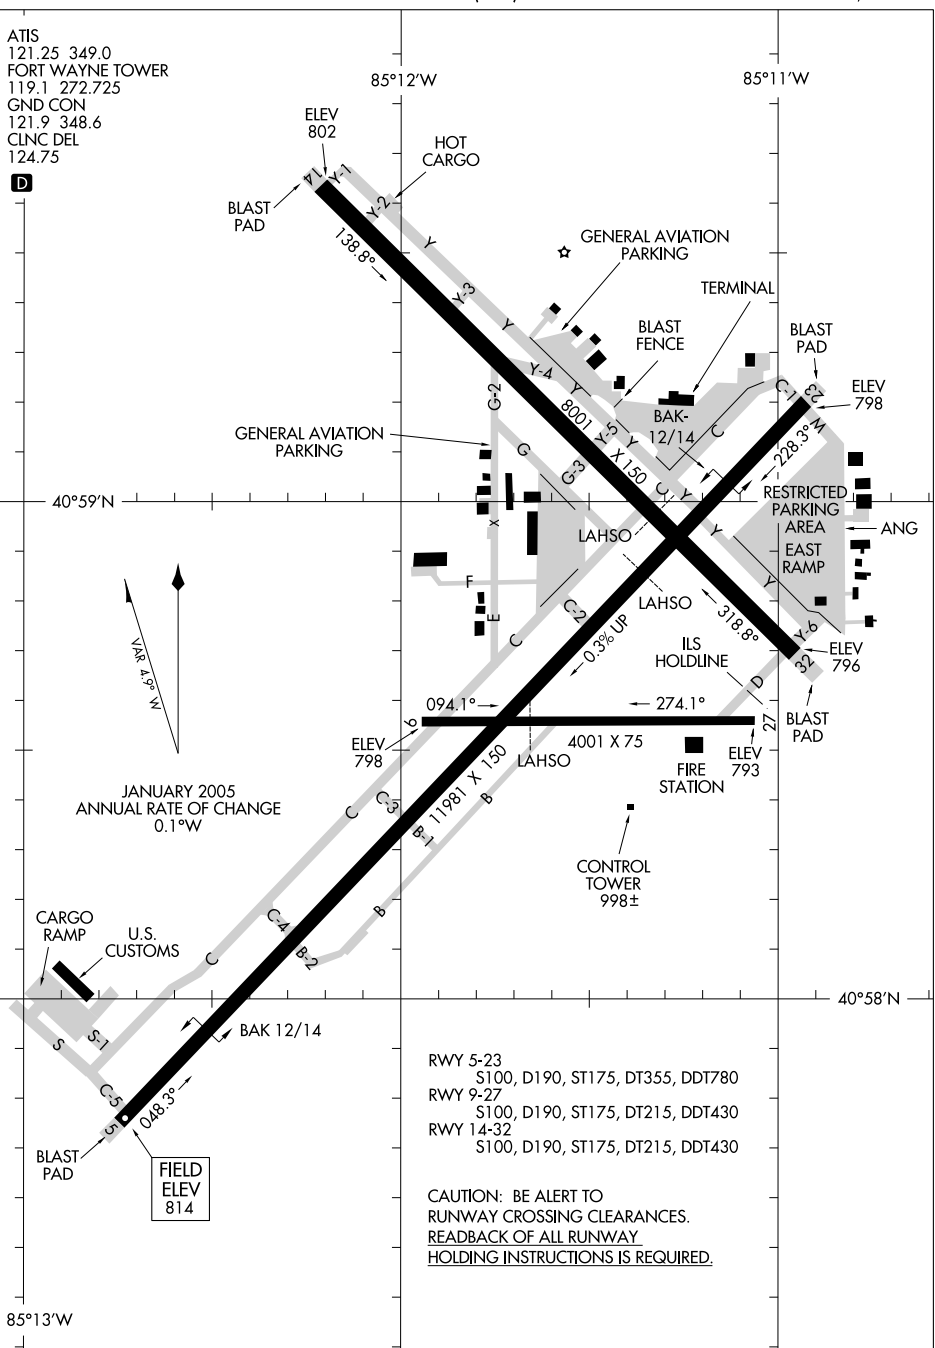 ATIS
121.25 349.0
FORT WAYNE TOWER
119.1 272.725
GND CON
121.9 348.6
CLNC DEL
124.75
D
85°12'W
85°11'W
ELEV
802
HOT
CARGO
14
Y-1
Y-2
BLAST
PAD
138.8°
Y
Y-3
Y
GENERAL AVIATION
PARKING
TERMINAL
BLAST
FENCE
BLAST
PAD
ELEV
798
23
C-1
W
Y-4
Y
G-2
8001 X 150
Y-5
Y
BAK-
12/14
C
228.3°
GENERAL AVIATION
PARKING
G
G-3
C
Y
40°59'N
RESTRICTED
PARKING
AREA
ANG
EAST
RAMP
X
LAHSO
Y
F
LAHSO
Y
E
C
C-2
0.3% UP
318.8°
Y-6
ILS
HOLDLINE
ELEV
796
32
D
BLAST
PAD
VAR 4.9° W
9
094.1°
274.1°
27
ELEV
798
4001 X 75
LAHSO
ELEV
793
FIRE
STATION
JANUARY 2005
ANNUAL RATE OF CHANGE
0.1°W
11981 X 150
C
C-3
B-1
B
CONTROL
TOWER
998±
CARGO
RAMP
U.S.
CUSTOMS
C
C-4
B-2
B
40°58'N
S
S-1
BAK 12/14
C-5
048.3°
5
BLAST
PAD
FIELD
ELEV
814
RWY 5-23
S100, D190, ST175, DT355, DDT780
RWY 9-27
S100, D190, ST175, DT215, DDT430
RWY 14-32
S100, D190, ST175, DT215, DDT430
CAUTION: BE ALERT TO
RUNWAY CROSSING CLEARANCES.
READBACK OF ALL RUNWAY
HOLDING INSTRUCTIONS IS REQUIRED.
85°13'W